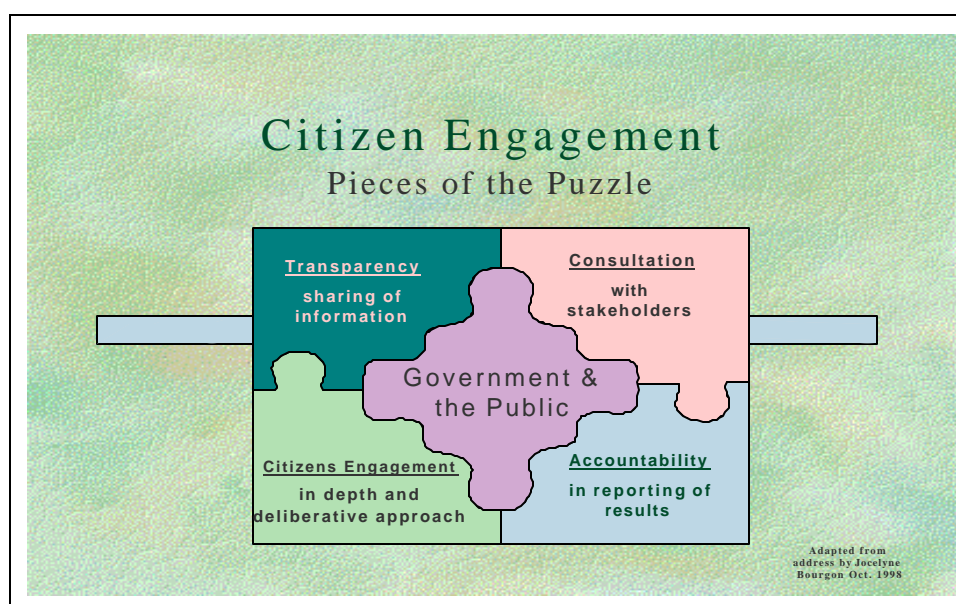 Citizen Engagement
Pieces of the Puzzle
Transparency
sharing of
information
Consultation
with
stakeholders
Government &
the Public
Citizens Engagement
in depth and
deliberative approach
Accountability
in reporting of
results
Adapted from
address by Jocelyne
Bourgon Oct. 1998